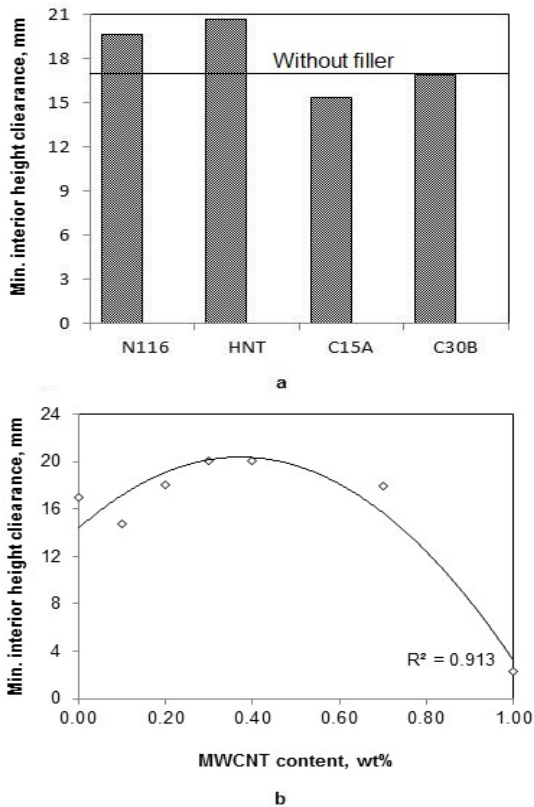 Min. interior height cliearance, mm
21
18
15
12
9
6
3
0
Without filler
N116 HNT C15A C30B
a
Min. interior height cliearance, mm
24
20
16
12
8
4
0
R² = 0.913
0.00 0.20 0.40 0.60 0.80 1.00
MWCNT content, wt%
b